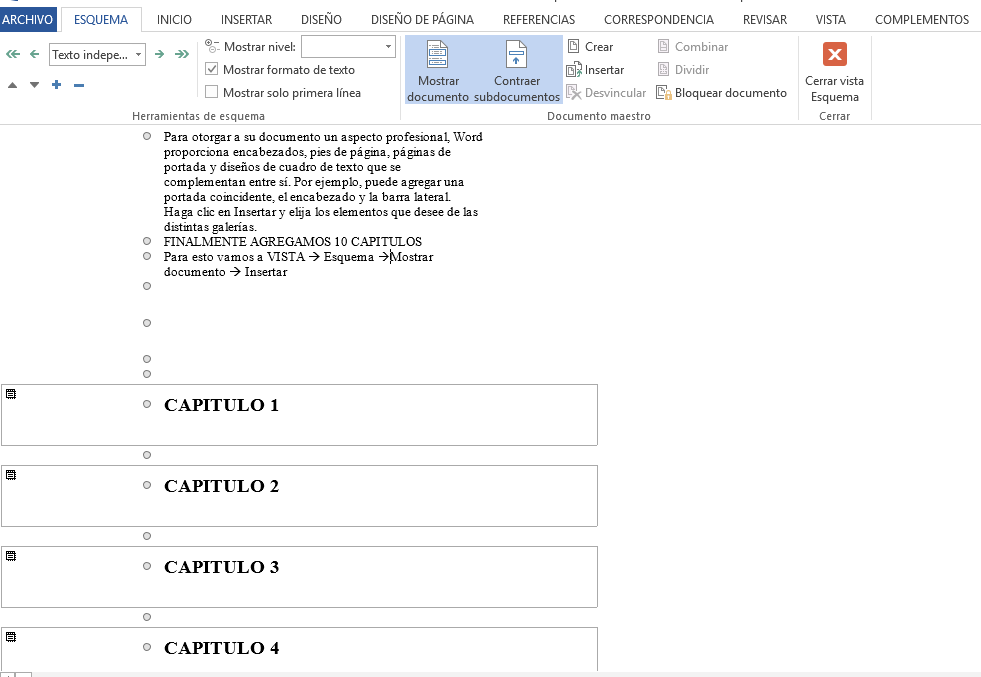 ARCHIVO ESQUEMA INICIO INSERTAR DISEÑO DISEÑO DE PÁGINA REFERENCIAS CORRESPONDENCIA REVISAR VISTA COMPLEMENTOS
Texto indepe...
Mostrar nivel:
Mostrar formato de texto
Mostrar solo primera línea
Herramientas de esquema
Mostrar documento
Contraer subdocumentos
Crear
Insertar
Desvincular
Combinar
Dividir
Bloquear documento
Documento maestro
Cerrar vista Esquema
Cerrar
Para otorgar a su documento un aspecto profesional, Word
proporciona encabezados, pies de página, páginas de
portada y diseños de cuadro de texto que se
complementan entre sí. Por ejemplo, puede agregar una
portada coincidente, el encabezado y la barra lateral.
Haga clic en Insertar y elija los elementos que desee de las
distintas galerías.
FINALMENTE AGREGAMOS 10 CAPITULOS
Para esto vamos a VISTA → Esquema →Mostrar
documento → Insertar
CAPITULO 1
CAPITULO 2
CAPITULO 3
CAPITULO 4